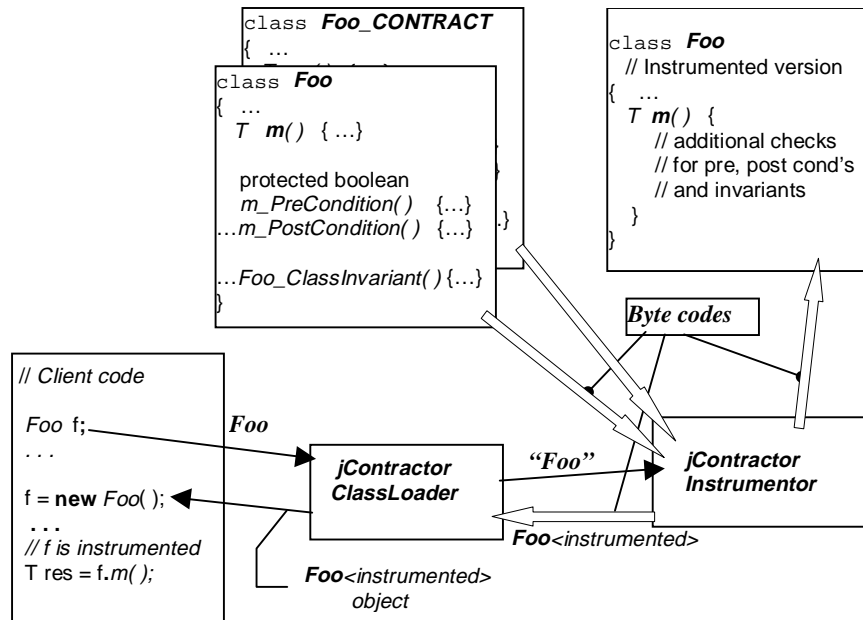 class Foo_CONTRACT
{ …
class Foo
{ …
T m( ) { …}
protected boolean
m_PreCondition( ) {…}
…m_PostCondition( ) {…}
…Foo_ClassInvariant( ) {…}
}
class Foo
// Instrumented version
{ …
T m( ) {
// additional checks
// for pre, post cond's
// and invariants
}
}
Byte codes
// Client code
Foo f;
. . .
f = new Foo( );
. . .
// f is instrumented
T res = f.m( );
Foo
jContractor
ClassLoader
“Foo”
jContractor
Instrumentor
Foo<instrumented>
Foo<instrumented>
object